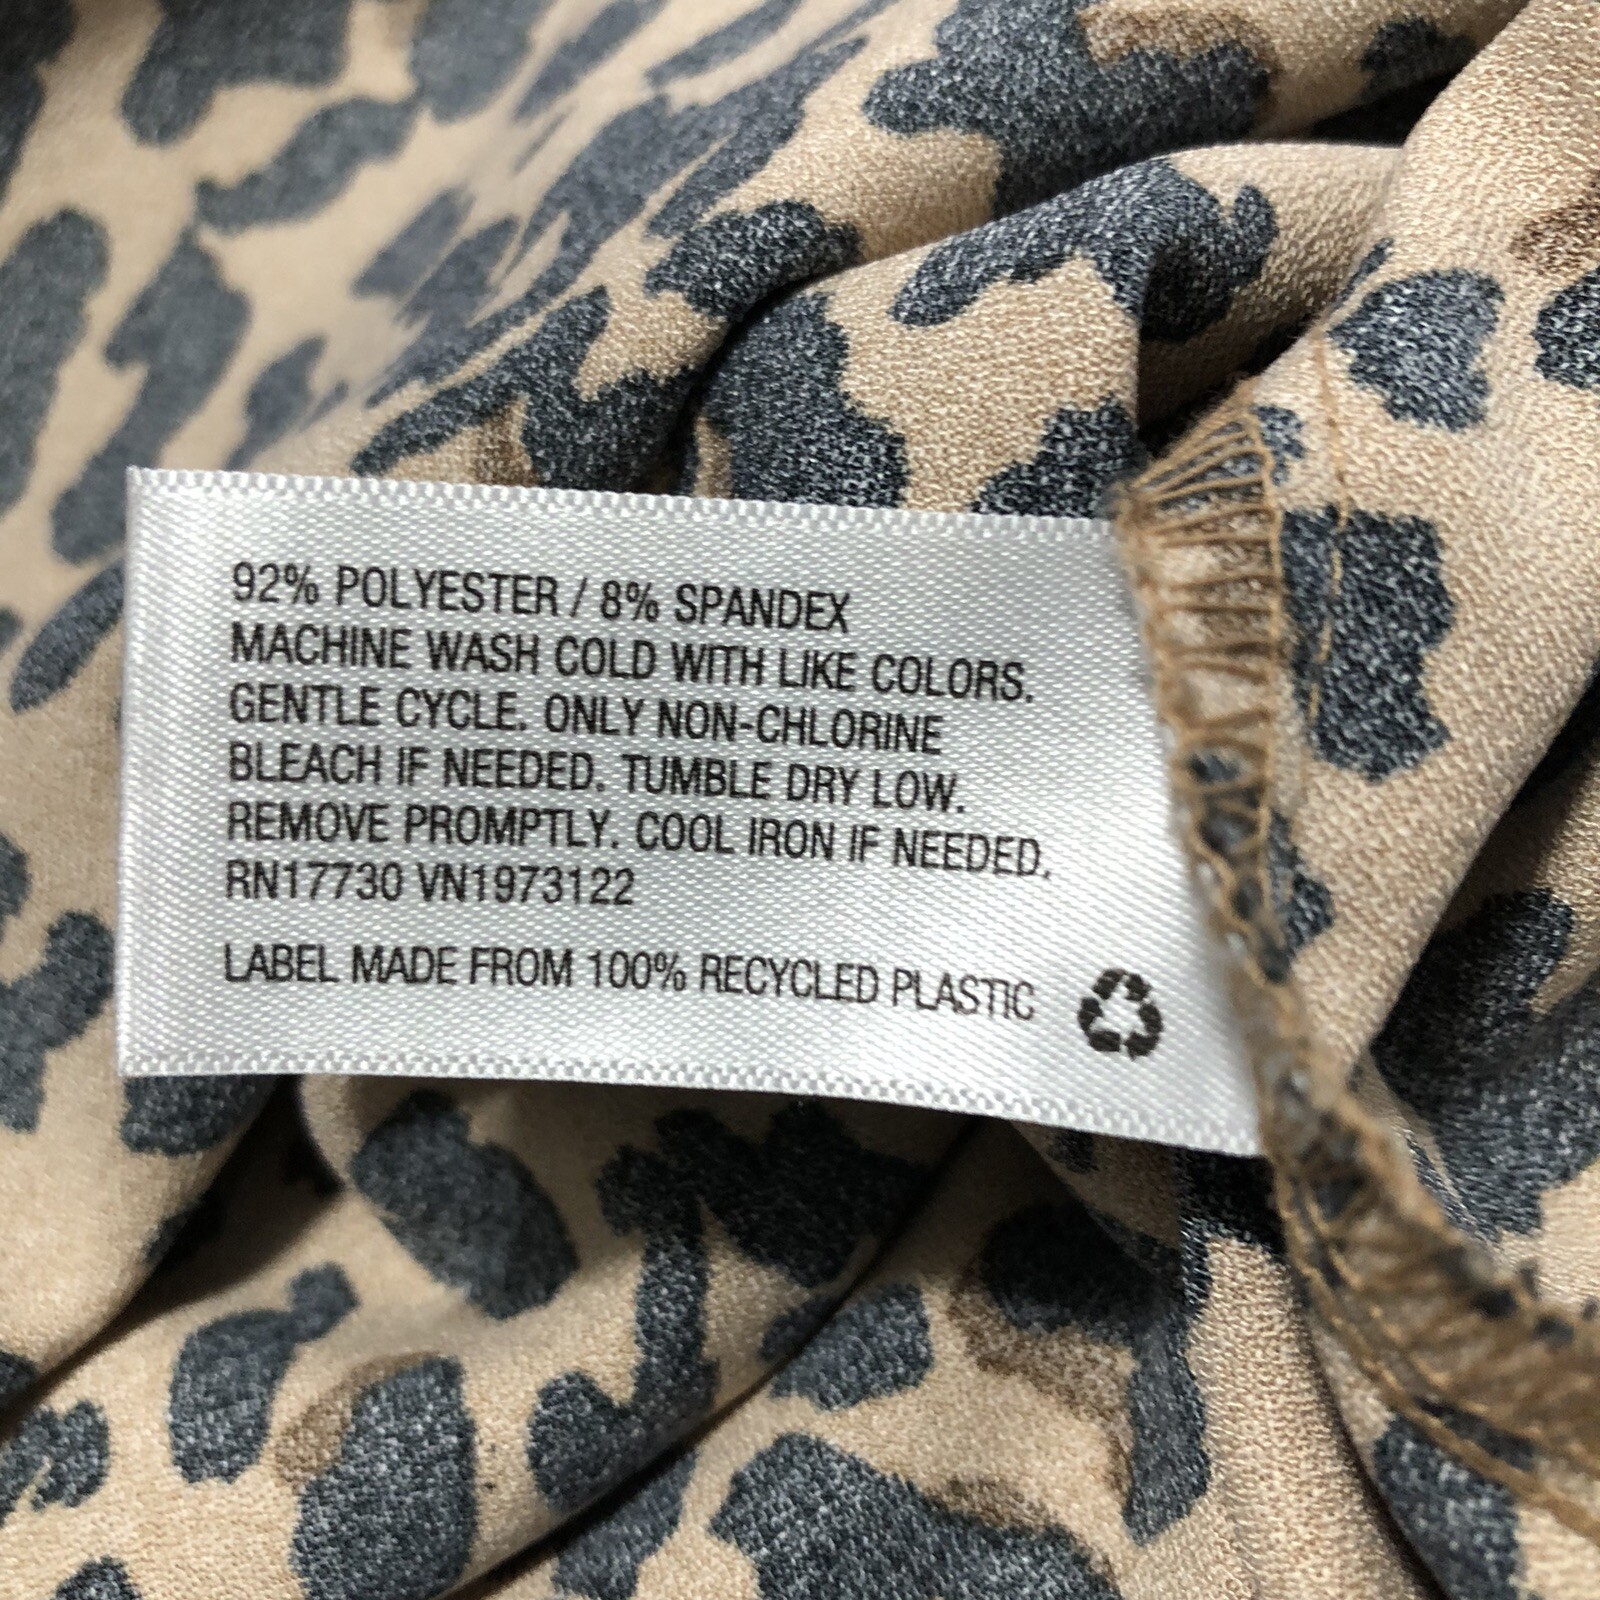 92% POLYESTER / 8% SPANDEX
MACHINE WASH COLD WITH LIKE COLORS.
GENTLE CYCLE. ONLY NON-CHLORINE
BLEACH IF NEEDED. TUMBLE DRY LOW.
REMOVE PROMPTLY. COOL IRON IF NEEDED.
RN17730 VN1973122
LABEL MADE FROM 100% RECYCLED PLASTIC